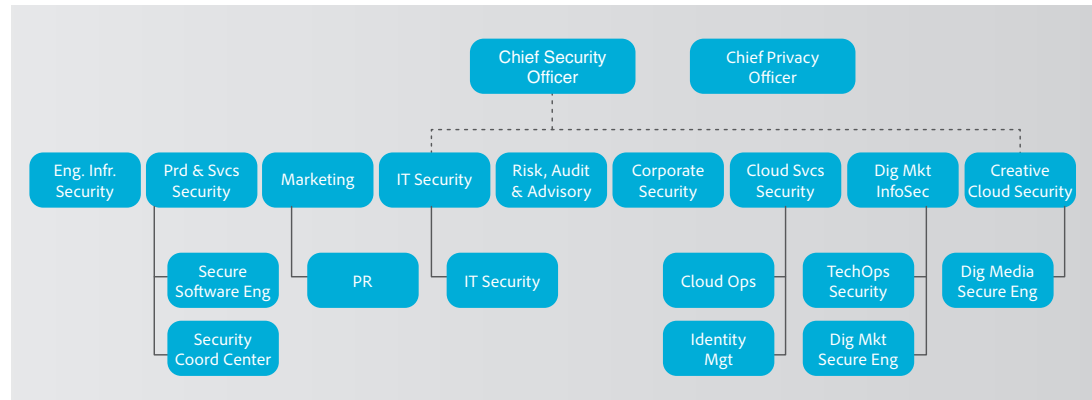 Chief Security
Officer
Chief Privacy
Officer
Eng. Infr.
Security
Prd & Svcs
Security
Marketing
IT Security
Risk, Audit
& Advisory
Corporate
Security
Cloud Svcs
Security
Dig Mkt
InfoSec
Creative
Cloud Security
Secure
Software Eng
PR
IT Security
Cloud Ops
TechOps
Security
Dig Media
Secure Eng
Security
Coord Center
Identity
Mgt
Dig Mkt
Secure Eng